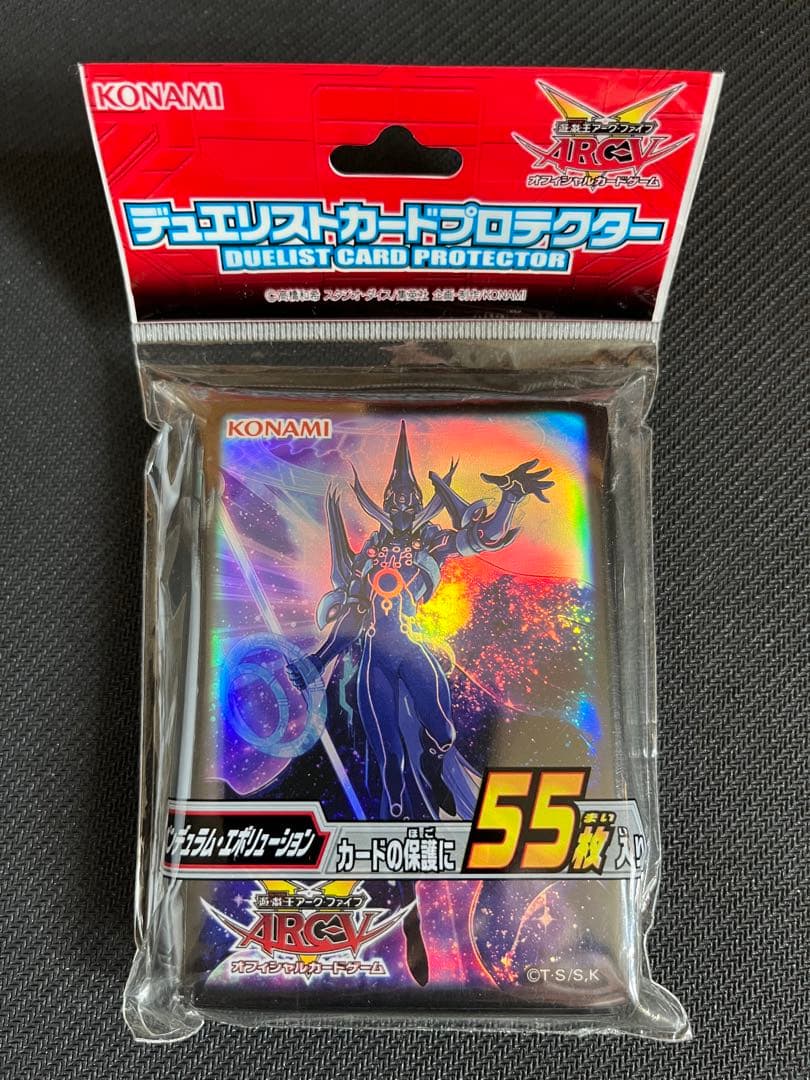 KONAMI
遊戯王アーク・ファイブ
ARC-V
オフィシャルカードゲーム
デュエリストカードプロテクター
DUELIST CARD PROTECTOR
©高橋和希 スタジオ・ダイス/集英社 企画・制作/KONAMI
KONAMI
ンデュラム・エボリューション
ほご
まい
カードの保護に 55枚 入り
遊戯王アーク・ファイブ
ARC-V
オフィシャルカードゲーム
©T・S/S,K